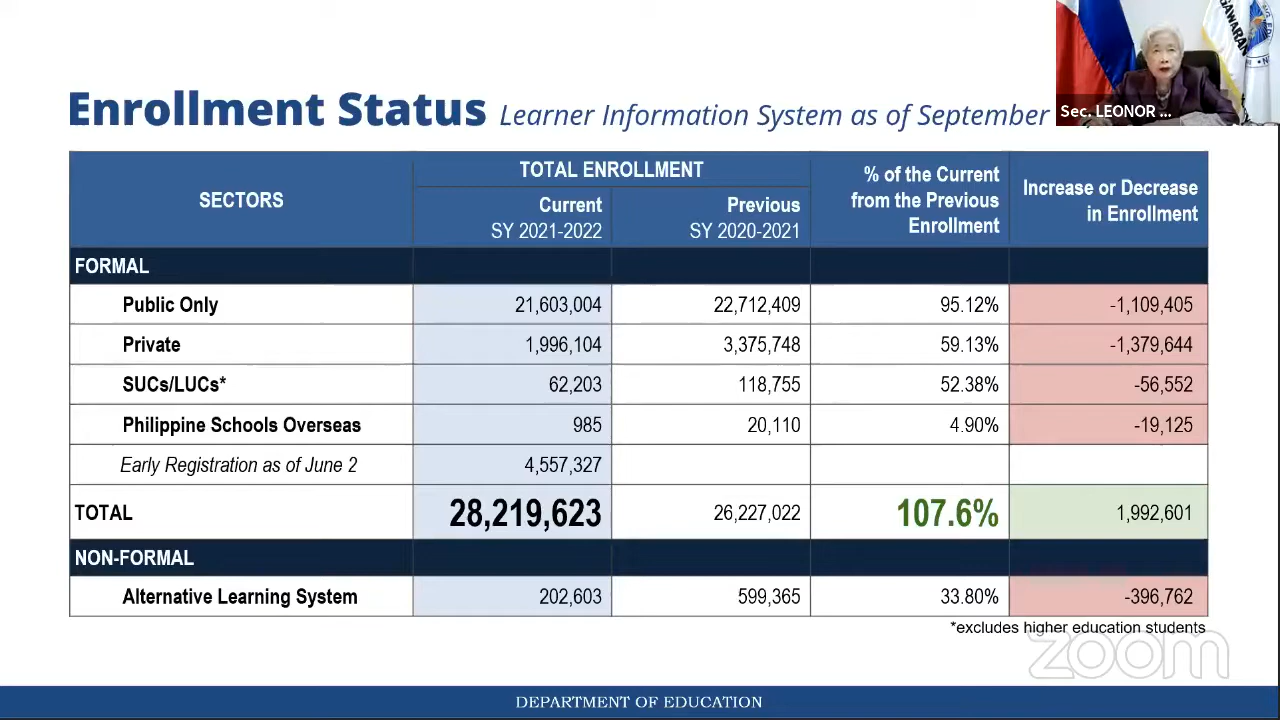 Enrollment Status Learner Information System as of September
Sec. LEONOR ...
GAWARAN
SECTORS
TOTAL ENROLLMENT
Current
SY 2021-2022
Previous
SY 2020-2021
% of the Current
from the Previous
Enrollment
Increase or Decrease
in Enrollment
FORMAL
Public Only 21,603,004 22,712,409 95.12% -1,109,405
Private 1,996,104 3,375,748 59.13% -1,379,644
SUCs/LUCs* 62,203 118,755 52.38% -56,552
Philippine Schools Overseas 985 20,110 4.90% -19,125
Early Registration as of June 2 4,557,327
TOTAL 28,219,623 26,227,022 107.6% 1,992,601
NON-FORMAL
Alternative Learning System 202,603 599,365 33.80% -396,762
*excludes higher education students
zoom
DEPARTMENT OF EDUCATION